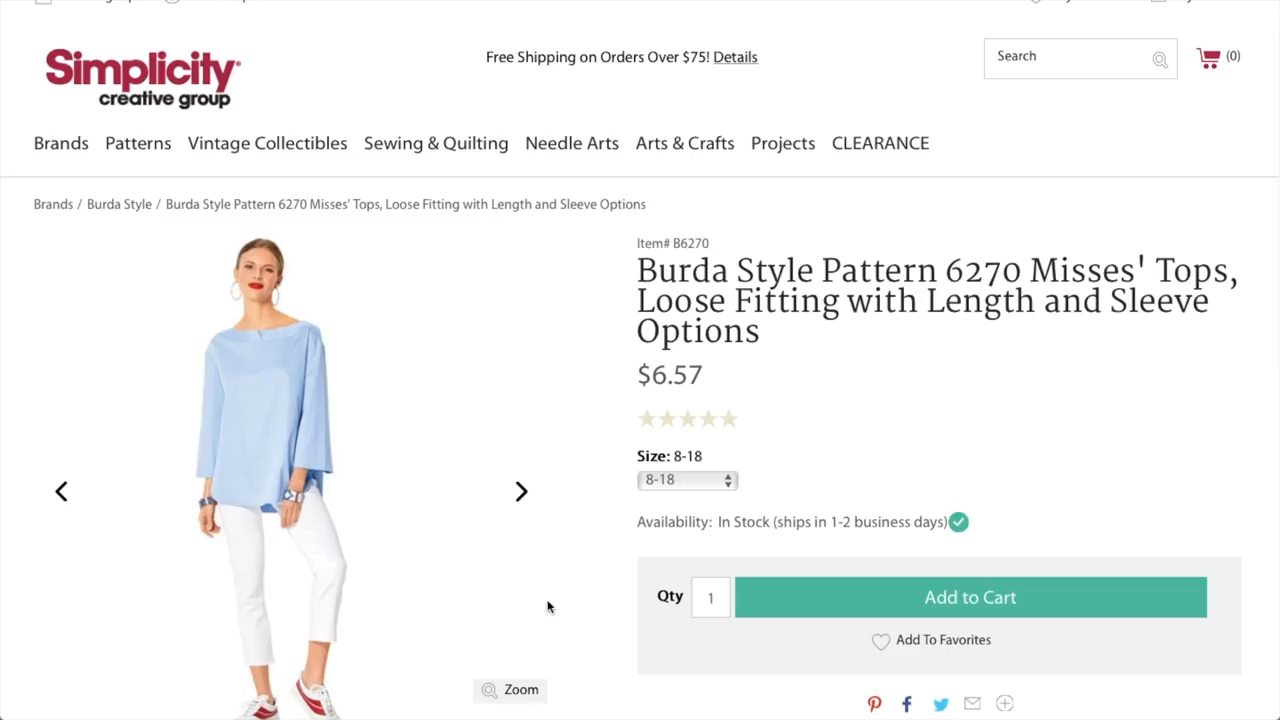 Simplicity
creative group
Free Shipping on Orders Over $75! Details
Search
(0)
Brands Patterns Vintage Collectibles Sewing & Quilting Needle Arts Arts & Crafts Projects CLEARANCE
Brands / Burda Style / Burda Style Pattern 6270 Misses' Tops, Loose Fitting with Length and Sleeve Options
Item# B6270
Burda Style Pattern 6270 Misses' Tops,
Loose Fitting with Length and Sleeve
Options
$6.57
Size: 8-18
8-18
Availability: In Stock (ships in 1-2 business days)
Qty 1 Add to Cart
Add To Favorites
Zoom